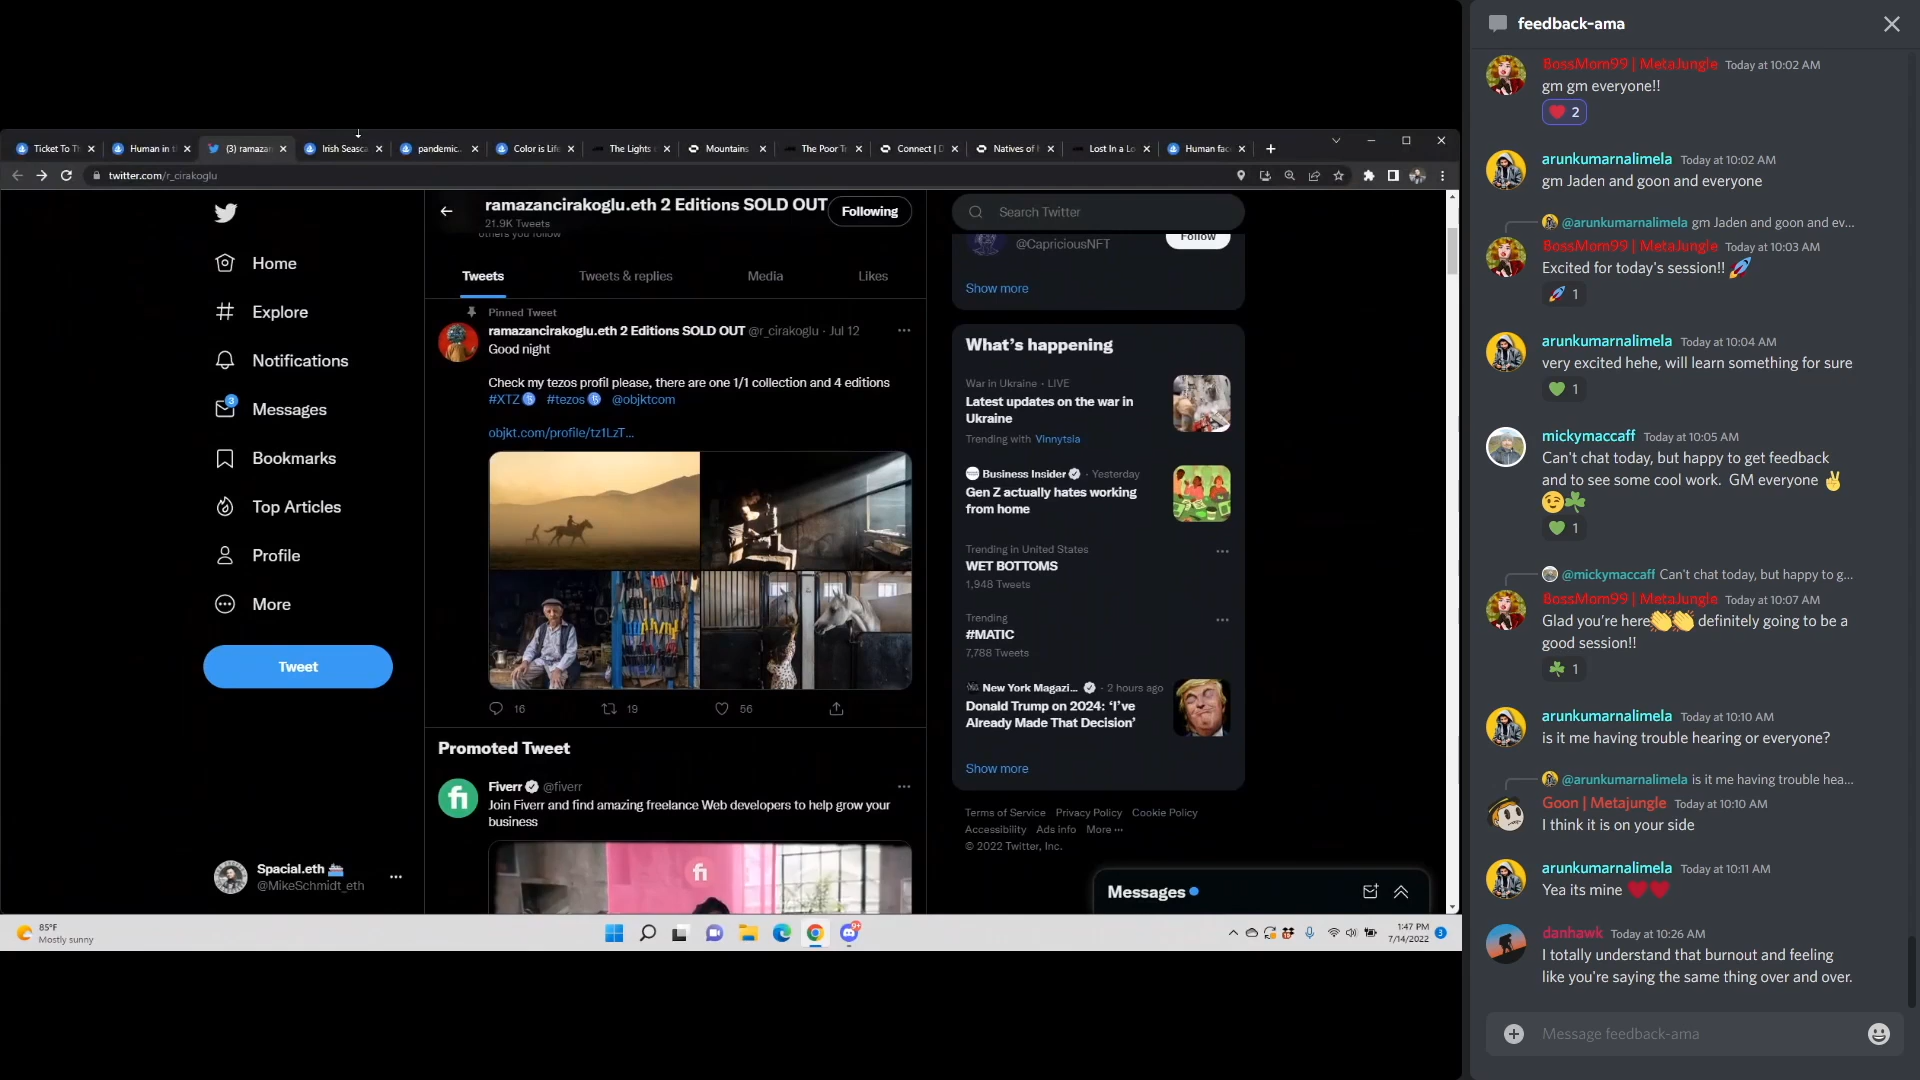 Ticket To Th
Human in t
(3) ramazan
Irish Seasca
pandemic.
Color is Life
The Lights
Mountains
The Poor T
Connect | D
Natives of
Lost In a Lo
Human face
twitter.com/r_cirakoglu
ramazancirakoglu.eth 2 Editions SOLD OUT
21.9K Tweets
Following
others you follow
Tweets
Tweets & replies
Media
Likes
Home
Explore
Notifications
3
Messages
Bookmarks
Top Articles
Profile
More
Tweet
Spacial.eth
@MikeSchmidt_eth
Pinned Tweet
ramazancirakoglu.eth 2 Editions SOLD OUT @r_cirakoglu · Jul 12
Good night
Check my tezos profil please, there are one 1/1 collection and 4 editions
#XTZ #tezos @objktcom
objkt.com/profile/tz1LzT...
16
19
56
Promoted Tweet
Fiverr @fiverr
Join Fiverr and find amazing freelance Web developers to help grow your
business
fi
fi
Search Twitter
@CapriciousNFT
Follow
Show more
What's happening
War in Ukraine · LIVE
Latest updates on the war in
Ukraine
Trending with Vinnytsia
Business Insider · Yesterday
Gen Z actually hates working
from home
Trending in United States
WET BOTTOMS
1,948 Tweets
Trending
#MATIC
7,788 Tweets
New York Magazi... · 2 hours ago
Donald Trump on 2024: 'I've
Already Made That Decision'
Show more
Terms of Service Privacy Policy Cookie Policy
Accessibility Ads info More ···
© 2022 Twitter, Inc.
Messages
85°F
Mostly sunny
1:47 PM
7/14/2022
3
feedback-ama
BossMom99 | MetaJungle Today at 10:02 AM
gm gm everyone!!
2
arunkumarnalimela Today at 10:02 AM
gm Jaden and goon and everyone
@arunkumarnalimela gm Jaden and goon and ev...
BossMom99 | MetaJungle Today at 10:03 AM
Excited for today's session!! 🚀
1
arunkumarnalimela Today at 10:04 AM
very excited hehe, will learn something for sure
1
mickymaccaff Today at 10:05 AM
Can't chat today, but happy to get feedback
and to see some cool work. GM everyone ✌
😉☘
1
@mickymaccaff Can't chat today, but happy to g...
BossMom99 | MetaJungle Today at 10:07 AM
Glad you're here👏👏 definitely going to be a
good session!!
1
arunkumarnalimela Today at 10:10 AM
is it me having trouble hearing or everyone?
@arunkumarnalimela is it me having trouble hea...
Goon | Metajungle Today at 10:10 AM
I think it is on your side
arunkumarnalimela Today at 10:11 AM
Yea its mine ♥♥
danhawk Today at 10:26 AM
I totally understand that burnout and feeling
like you're saying the same thing over and over.
Message feedback-ama